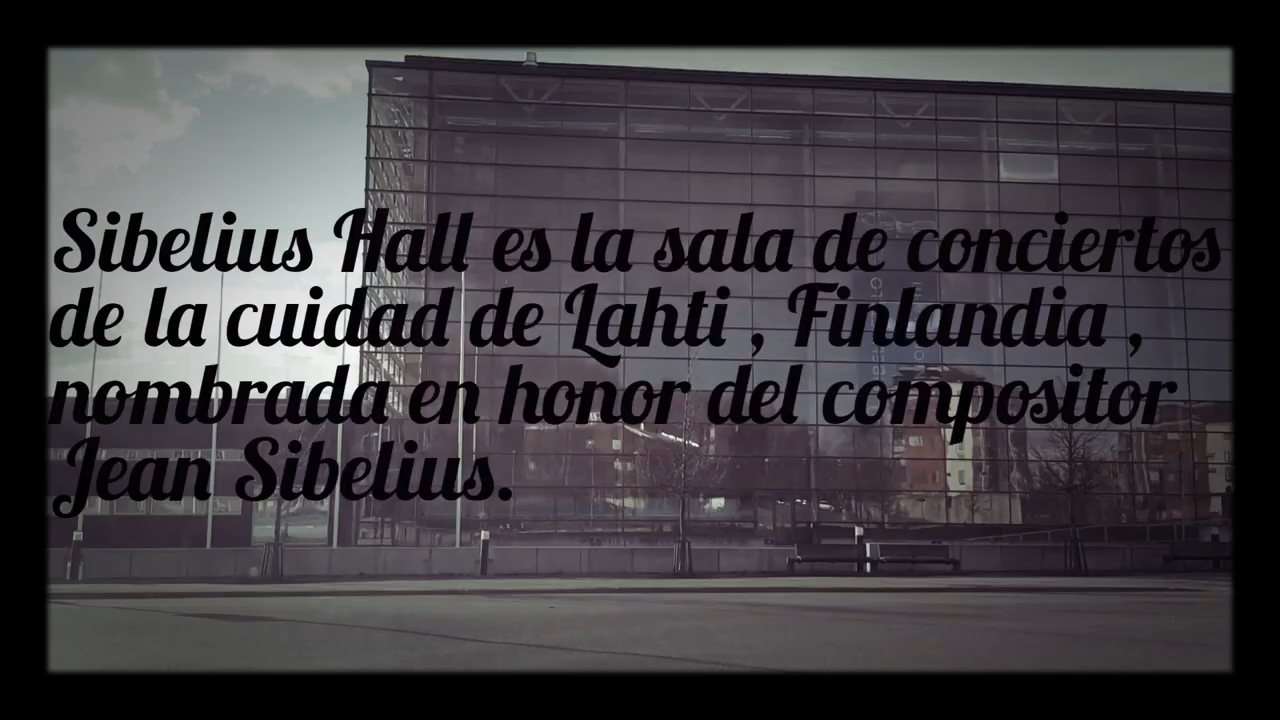 Sibelius Hall es la sala de conciertos
de la cuidad de Lahti , Finlandia ,
nombrada en honor del compositor
Jean Sibelius.